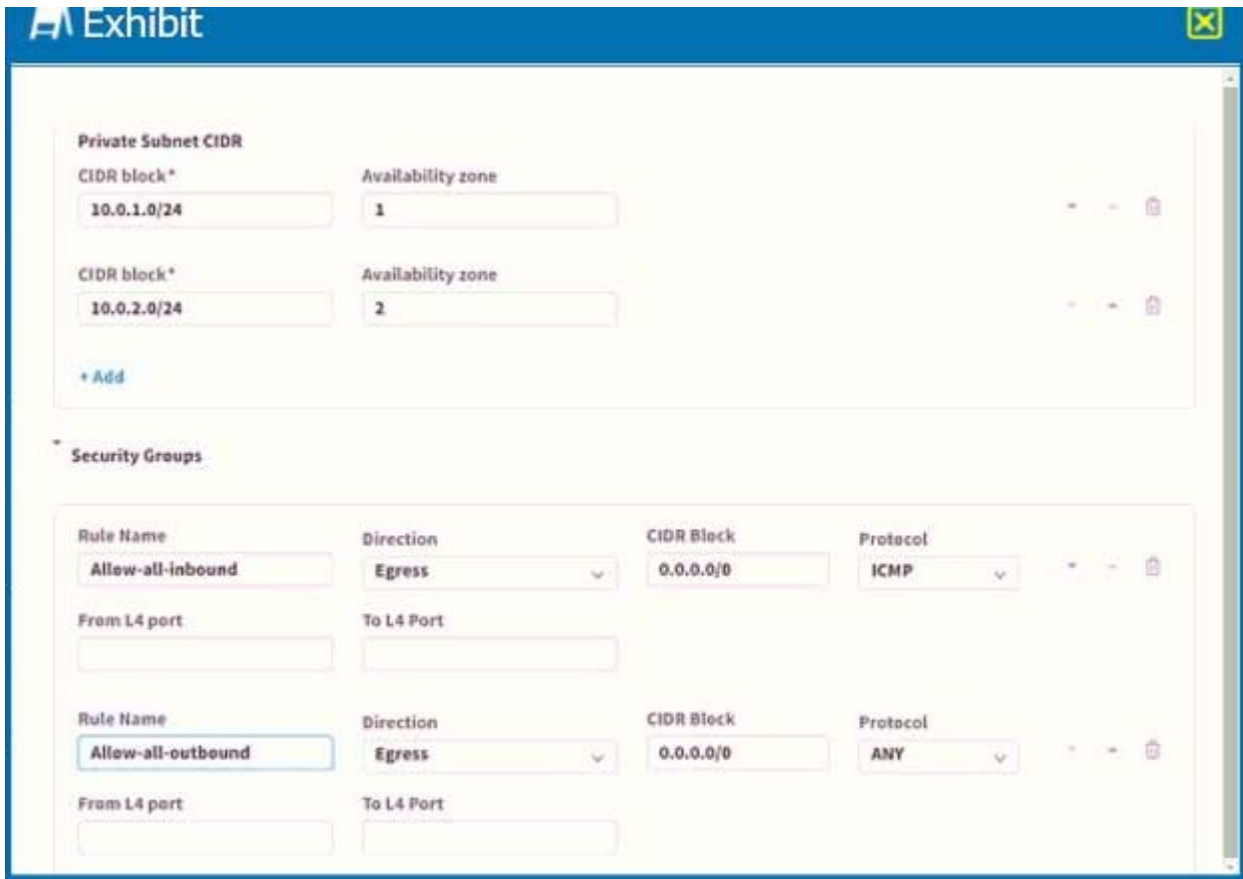 Exhibit
Private Subnet CIDR
CIDR block* Availability zone
10.0.1.0/24 1
CIDR block* Availability zone
10.0.2.0/24 2
+ Add
Security Groups
Rule Name Direction CIDR Block Protocol
Allow-all-inbound Egress 0.0.0.0/0 ICMP
From L4 port To L4 Port
Rule Name Direction CIDR Block Protocol
Allow-all-outbound Egress 0.0.0.0/0 ANY
From L4 port To L4 Port